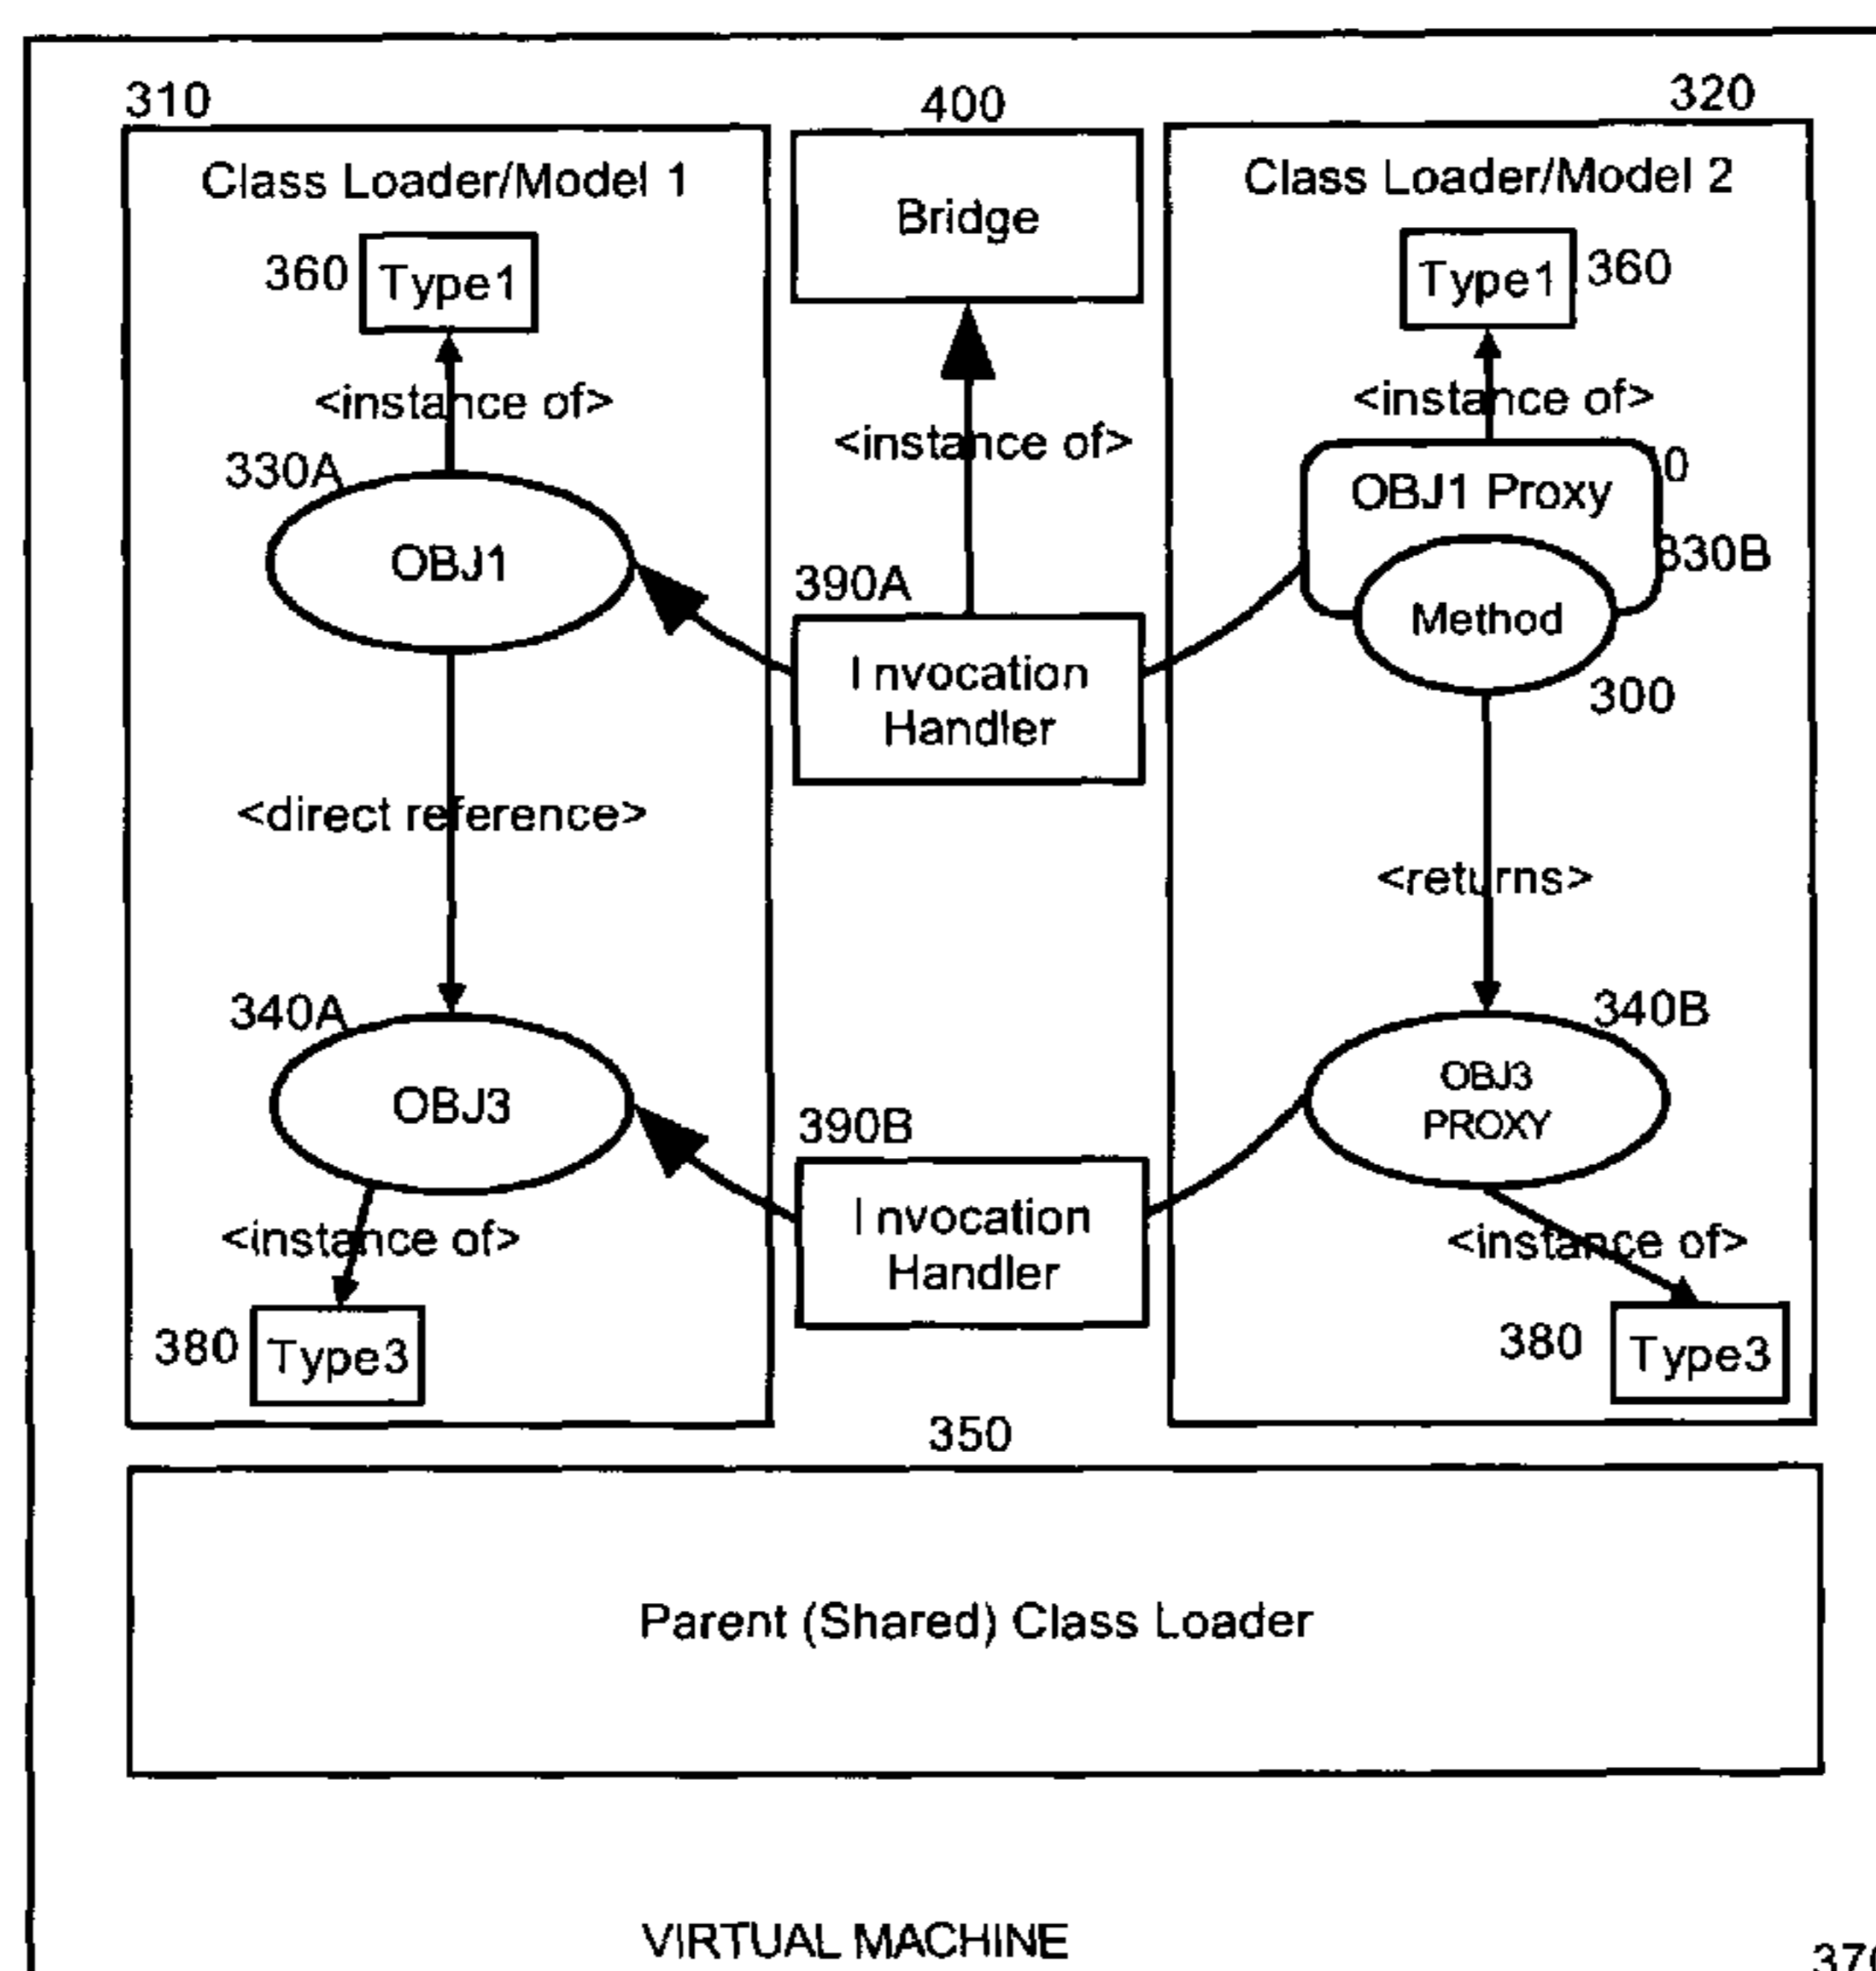 310
400
320
Class Loader/Model 1
Bridge
Class Loader/Model 2
360
Type1
Type1
360
<instance of>
<instance of>
<instance of>
330A
OBJ1 Proxy
OBJ1
390A
330B
Invocation
Handler
Method
300
<direct reference>
<returns>
340A
340B
OBJ3
OBJ3
PROXY
390B
Invocation
Handler
<instance of>
<instance of>
380
Type3
380
Type3
350
Parent (Shared) Class Loader
VIRTUAL MACHINE